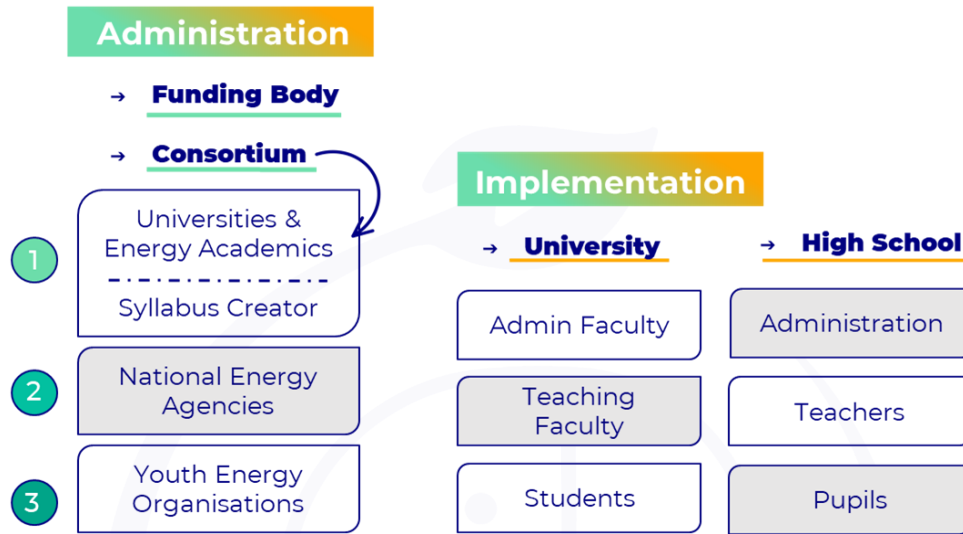 Administration
→ Funding Body
→ Consortium
1
Universities &
Energy Academics
Syllabus Creator
2
National Energy
Agencies
3
Youth Energy
Organisations
Implementation
→ University
Admin Faculty
Teaching
Faculty
Students
→ High School
Administration
Teachers
Pupils